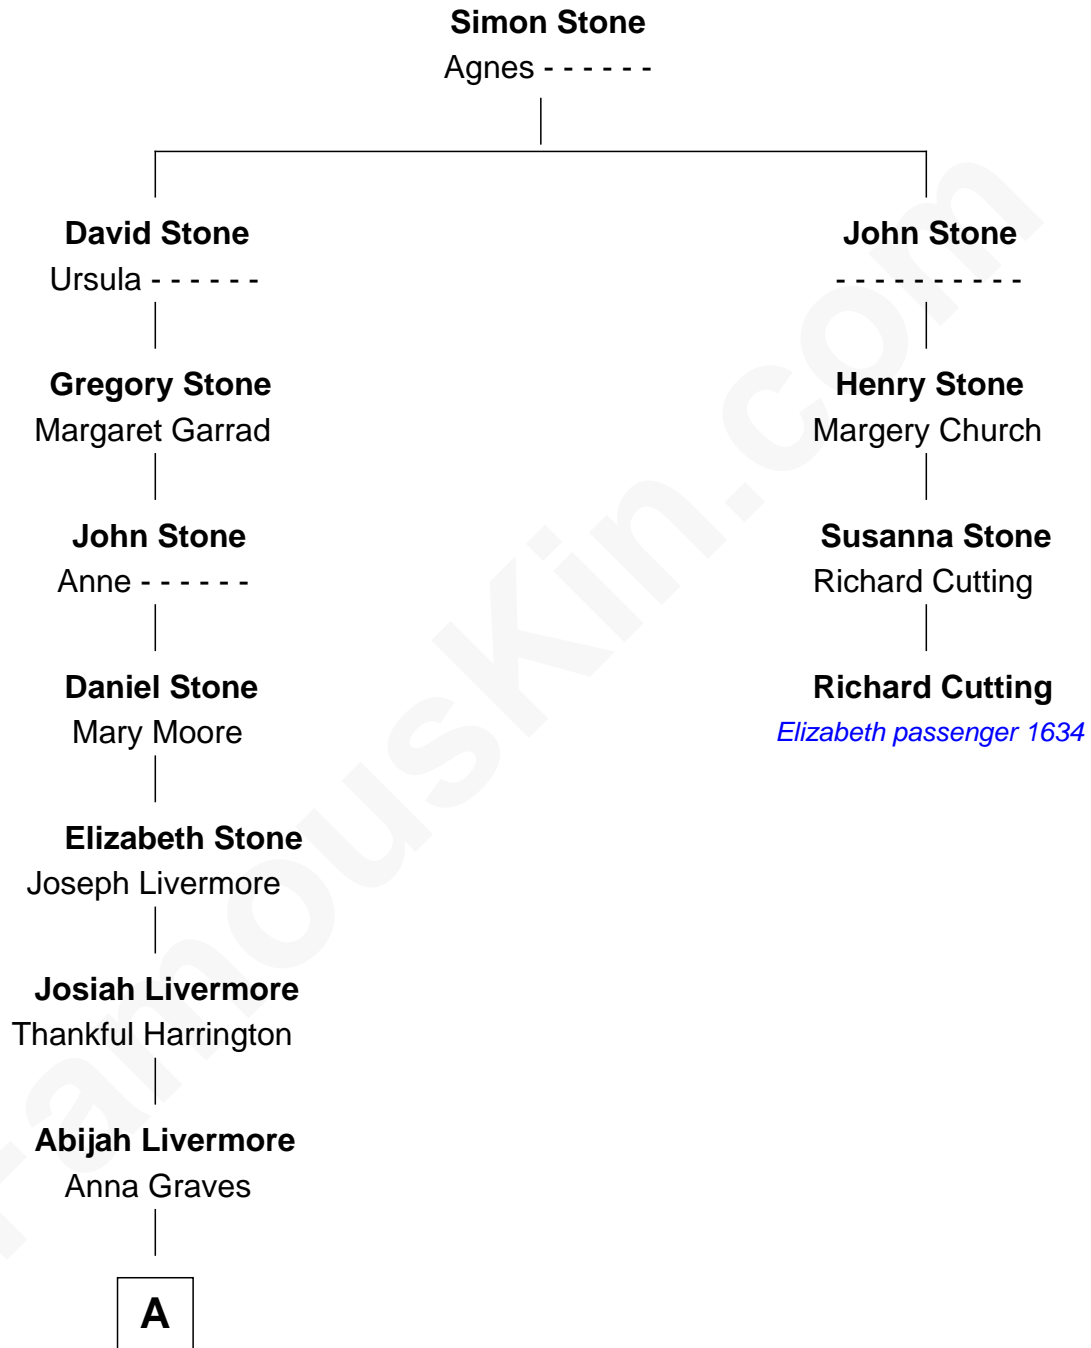 Simon Stone
Agnes - - - - - -
David Stone
Ursula - - - - - -
John Stone
- - - - - - - - - -
Gregory Stone
Margaret Garrad
Henry Stone
Margery Church
John Stone
Anne - - - - - -
Susanna Stone
Richard Cutting
Daniel Stone
Mary Moore
Richard Cutting
Elizabeth passenger 1634
Elizabeth Stone
Joseph Livermore
Josiah Livermore
Thankful Harrington
Abijah Livermore
Anna Graves
A
FamousKin.com